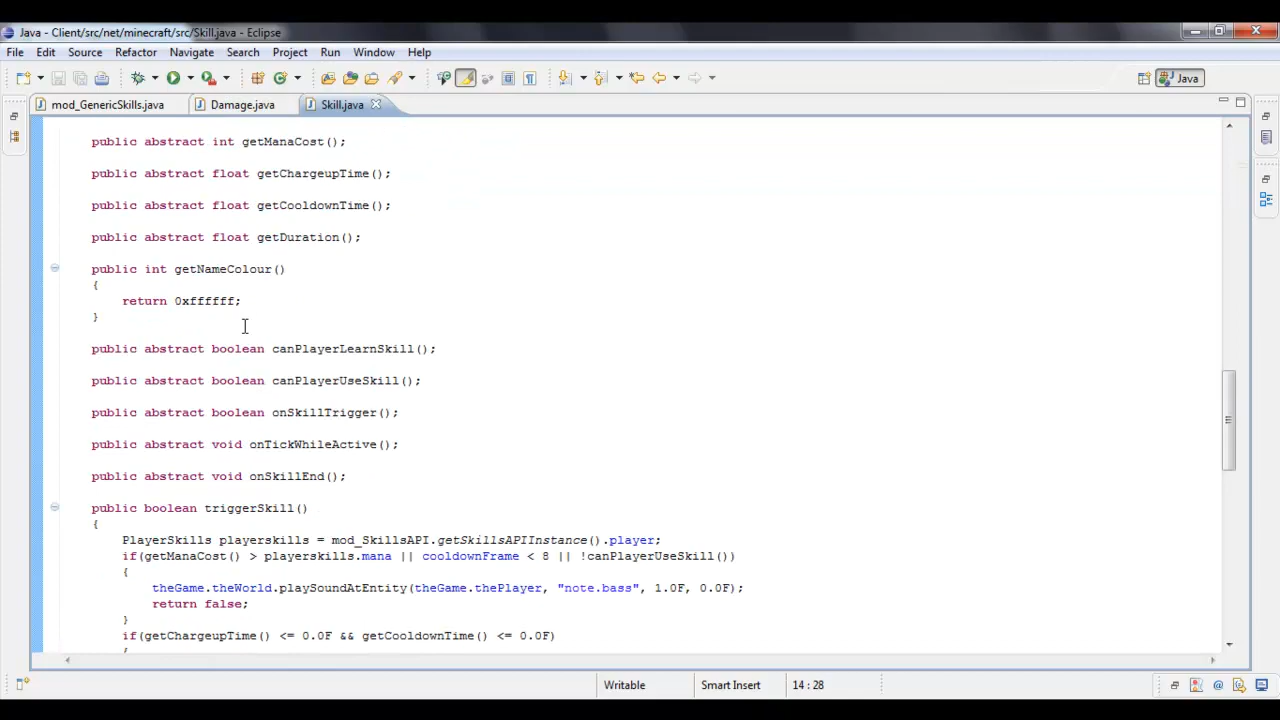 Java - Client/src/net/minecraft/src/Skill.java - Eclipse
File Edit Source Refactor Navigate Search Project Run Window Help
Java
mod_GenericSkills.java Damage.java Skill.java
public abstract int getManaCost();
public abstract float getChargeupTime();
public abstract float getCooldownTime();
public abstract float getDuration();
public int getNameColour()
{
return 0xffffff;
}
public abstract boolean canPlayerLearnSkill();
public abstract boolean canPlayerUseSkill();
public abstract boolean onSkillTrigger();
public abstract void onTickWhileActive();
public abstract void onSkillEnd();
public boolean triggerSkill()
{
PlayerSkills playerskills = mod_SkillsAPI.getSkillsAPIInstance().player;
if(getManaCost() > playerskills.mana || cooldownFrame < 8 || !canPlayerUseSkill())
{
theGame.theWorld.playSoundAtEntity(theGame.thePlayer, "note.bass", 1.0F, 0.0F);
return false;
}
if(getChargeupTime() <= 0.0F && getCooldownTime() <= 0.0F)
{
Writable Smart Insert 14 : 28